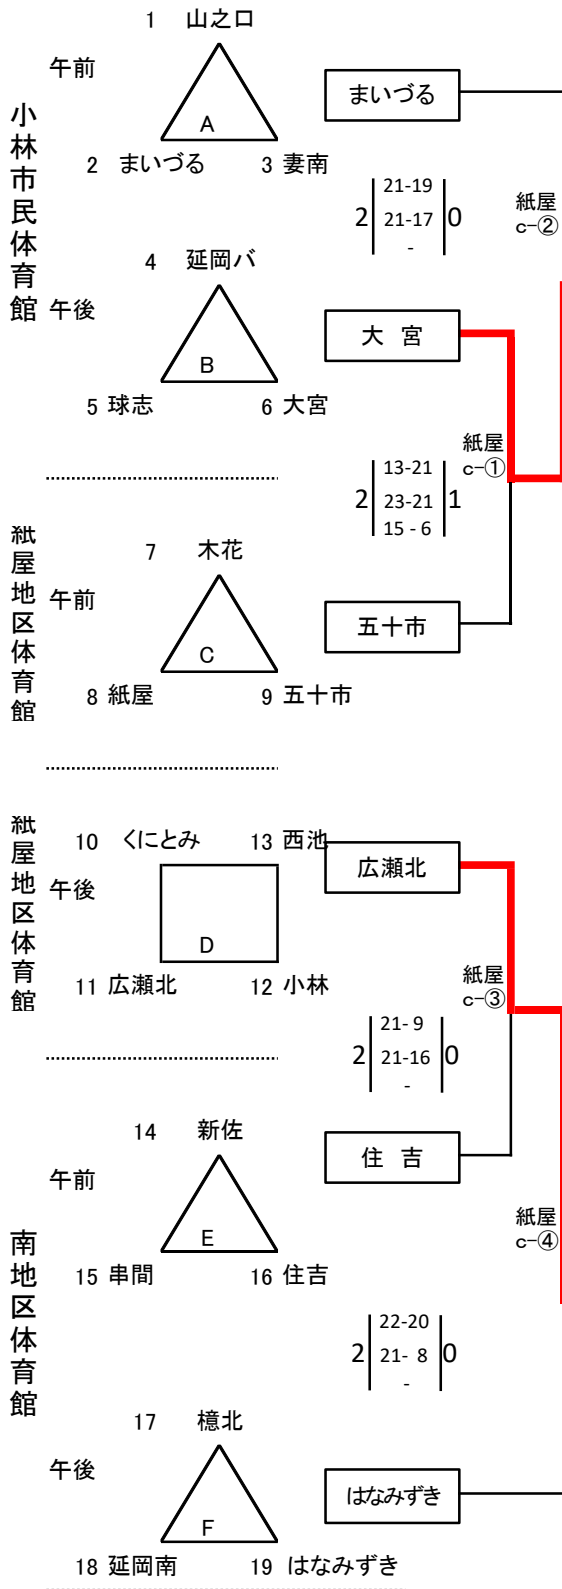 小林市民体育館
午前
1 山之口
A
2 まいづる 3 妻南
まいづる
21-19
2 21-17 0
-
紙屋
c-②
午後
4 延岡バ
B
5 球志 6 大宮
大 宮
紙屋
c-①
13-21
2 23-21 1
15 - 6
紙屋地区体育館
午前
7 木花
C
8 紙屋 9 五十市
五十市
紙屋地区体育館
午後
10 くにとみ 13 西池
D
11 広瀬北 12 小林
広瀬北
紙屋
c-③
21- 9
2 21-16 0
-
南地区体育館
午前
14 新佐
E
15 串間 16 住吉
住 吉
紙屋
c-④
22-20
2 21- 8 0
-
午後
17 檍北
F
18 延岡南 19 はなみずき
はなみずき